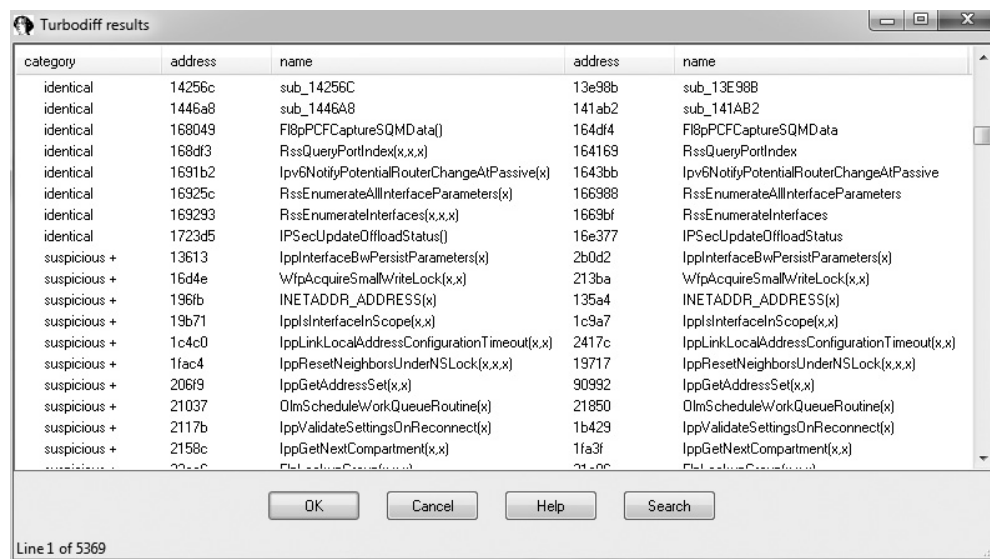 Turbodiff results
category address name address name
identical 14256c sub_14256C 13e98b sub_13E98B
identical 1446a8 sub_1446A8 141ab2 sub_141AB2
identical 168049 Fl8pPCFCaptureSQMData() 164df4 Fl8pPCFCaptureSQMData
identical 168df3 RssQueryPortIndex(x,x,x) 164169 RssQueryPortIndex
identical 1691b2 Ipv6NotifyPotentialRouterChangeAtPassive(x) 1643bb Ipv6NotifyPotentialRouterChangeAtPassive
identical 16925c RssEnumerateAllInterfaceParameters(x) 166988 RssEnumerateAllInterfaceParameters
identical 169293 RssEnumerateInterfaces(x,x,x) 1669bf RssEnumerateInterfaces
identical 1723d5 IPSecUpdateOffloadStatus() 16e377 IPSecUpdateOffloadStatus
suspicious + 13613 IppInterfaceBwPersistParameters(x) 2b0d2 IppInterfaceBwPersistParameters(x)
suspicious + 16d4e WfpAcquireSmallWriteLock(x,x) 213ba WfpAcquireSmallWriteLock(x,x)
suspicious + 196fb INETADDR_ADDRESS(x) 135a4 INETADDR_ADDRESS(x)
suspicious + 19b71 IppIsInterfaceInScope(x,x) 1c9a7 IppIsInterfaceInScope(x,x)
suspicious + 1c4c0 IppLinkLocalAddressConfigurationTimeout(x,x) 2417c IppLinkLocalAddressConfigurationTimeout(x,x)
suspicious + 1fac4 IppResetNeighborsUnderNSLock(x,x,x) 19717 IppResetNeighborsUnderNSLock(x,x,x)
suspicious + 206f9 IppGetAddressSet(x,x) 90992 IppGetAddressSet(x,x)
suspicious + 21037 OlmScheduleWorkQueueRoutine(x) 21850 OlmScheduleWorkQueueRoutine(x)
suspicious + 2117b IppValidateSettingsOnReconnect(x) 1b429 IppValidateSettingsOnReconnect(x)
suspicious + 2158c IppGetNextCompartment(x,x) 1fa3f IppGetNextCompartment(x,x)
OK Cancel Help Search
Line 1 of 5369